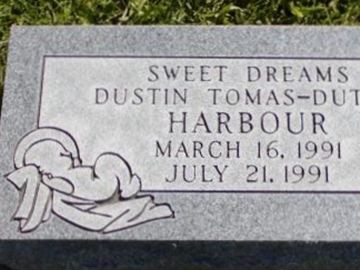 SWEET DREAMS
DUSTIN TOMAS-DUT
HARBOUR
MARCH 16, 1991
JULY 21, 1991